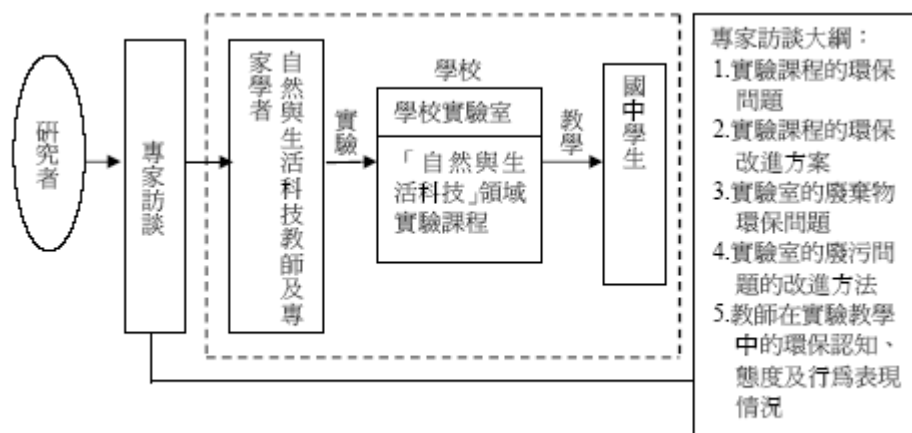 研究者
專家訪談
自然與生活科技教師及專
家學者
實驗
學校
學校實驗室
「自然與生
活科技」領域
實驗課程
教學
國中學生
專家訪談大綱：
1.實驗課程的環保
問題
2.實驗課程的環保
改進方案
3.實驗室的廢棄物
環保問題
4.實驗室的廢污問
題的改進方法
5.教師在實驗教學
中的環保認知、
態度及行為表現
情況